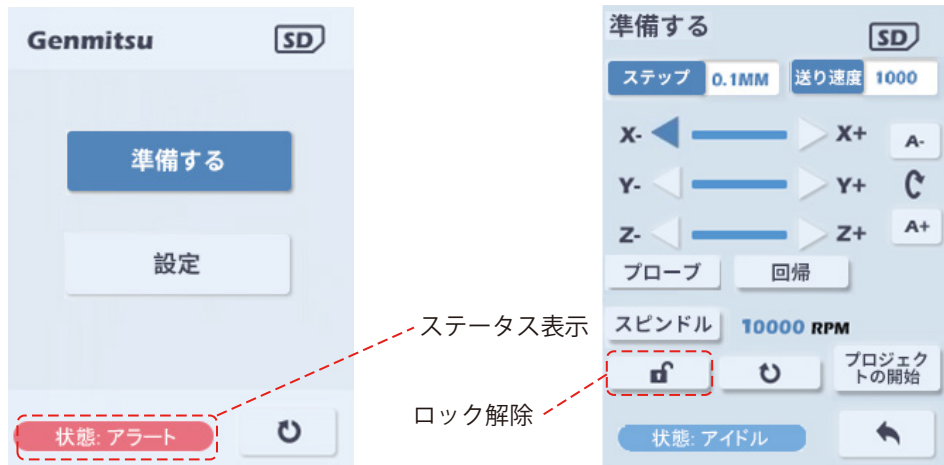 Genmitsu
SD
準備する
設定
状態: アラート
ステータス表示
ロック解除
準備する
SD
ステップ 0.1MM 送り速度 1000
X- X+ A-
Y- Y+
Z- Z+ A+
プローブ 回帰
スピンドル 10000 RPM
プロジェク
トの開始
状態: アイドル